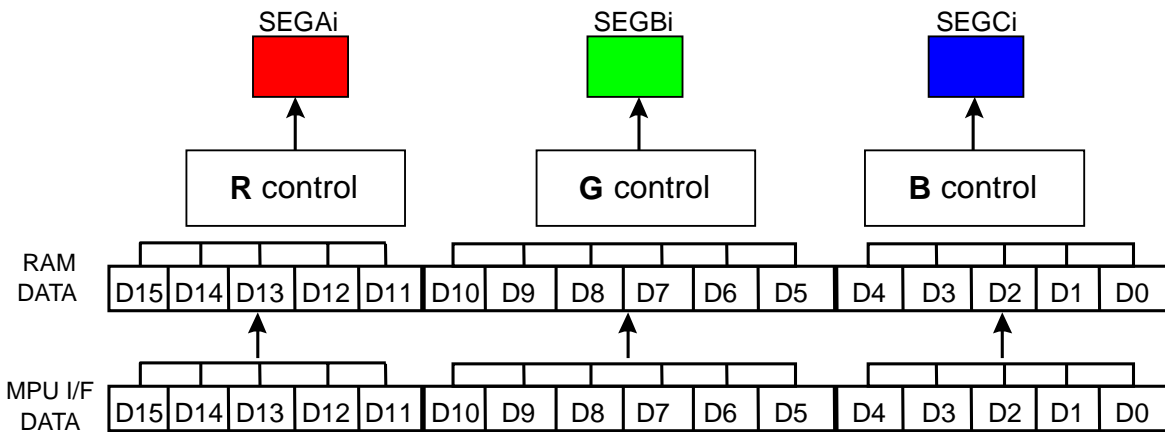 SEGAi SEGBi SEGCi
R control G control B control
RAM DATA D15 D14 D13 D12 D11 D10 D9 D8 D7 D6 D5 D4 D3 D2 D1 D0
MPU I/F DATA D15 D14 D13 D12 D11 D10 D9 D8 D7 D6 D5 D4 D3 D2 D1 D0